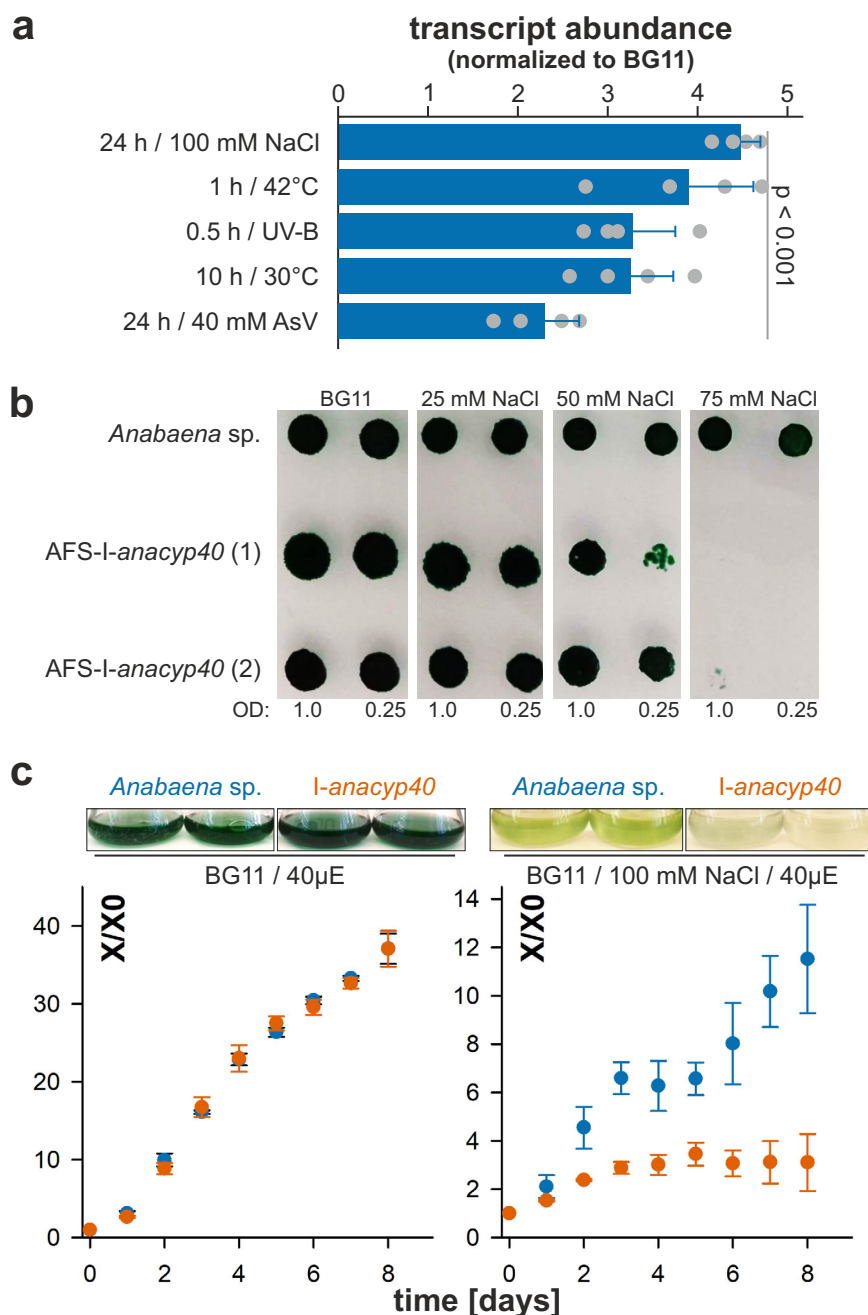 a
transcript abundance
(normalized to BG11)
0 1 2 3 4 5
24 h / 100 mM NaCl
1 h / 42°C
0.5 h / UV-B
10 h / 30°C
24 h / 40 mM AsV
p < 0.001
b
BG11 25 mM NaCl 50 mM NaCl 75 mM NaCl
Anabaena sp.
AFS-I-anacyp40 (1)
AFS-I-anacyp40 (2)
OD: 1.0 0.25 1.0 0.25 1.0 0.25 1.0 0.25
c
Anabaena sp. I-anacyp40 Anabaena sp. I-anacyp40
BG11 / 40µE BG11 / 100 mM NaCl / 40µE
X/X0
40
30
20
10
0
0 2 4 6 8
X/X0
14
12
10
8
6
4
2
0
0 2 4 6 8
time [days]